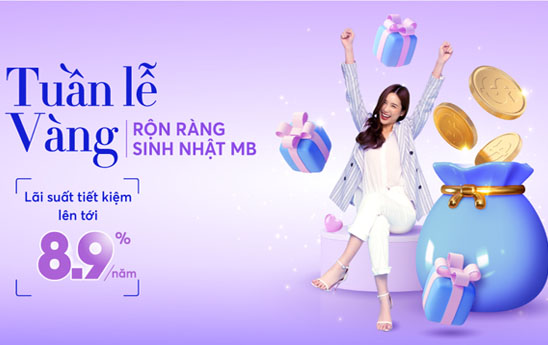 Tuần lễ
Vàng
RỘN RÀNG
SINH NHẬT MB
Lãi suất tiết kiệm
lên tới
8.9%
/năm